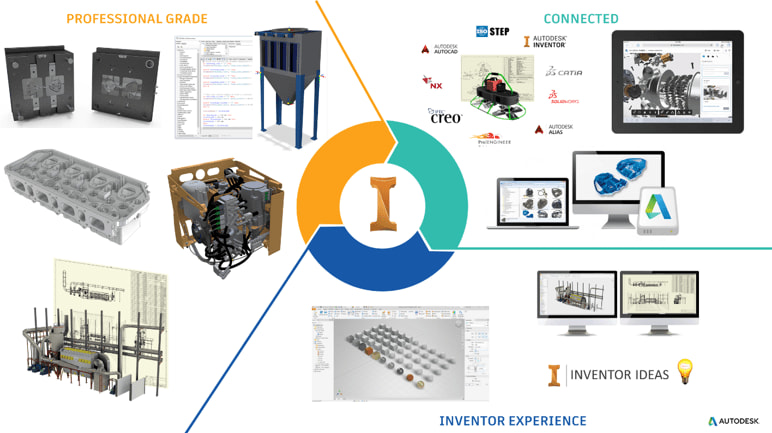 PROFESSIONAL GRADE
CONNECTED
ISO STEP
AUTODESK
AUTOCAD
AUTODESK
INVENTOR
NX
CATIA
creo
SOLIDWORKS
Pro/ENGINEER
AUTODESK
ALIAS
INVENTOR IDEAS
INVENTOR EXPERIENCE
AUTODESK